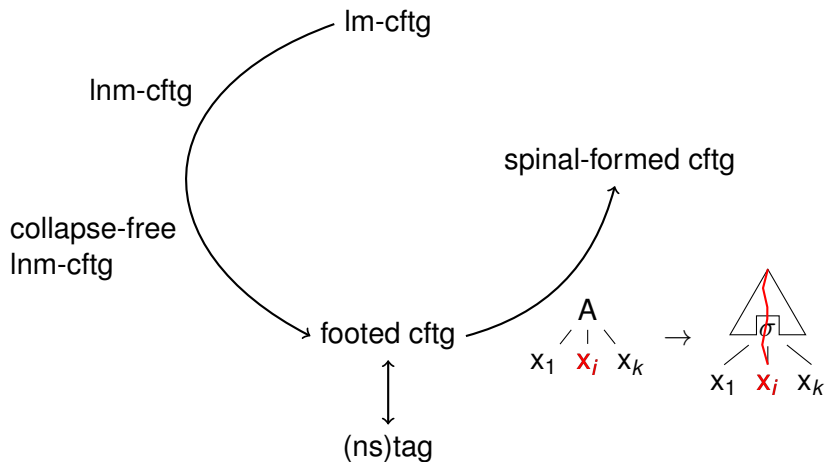 lm-cftg
lnm-cftg
spinal-formed cftg
collapse-free
lnm-cftg
footed cftg
A → σ
x₁ xᵢ xₖ x₁ xᵢ xₖ
(ns)tag